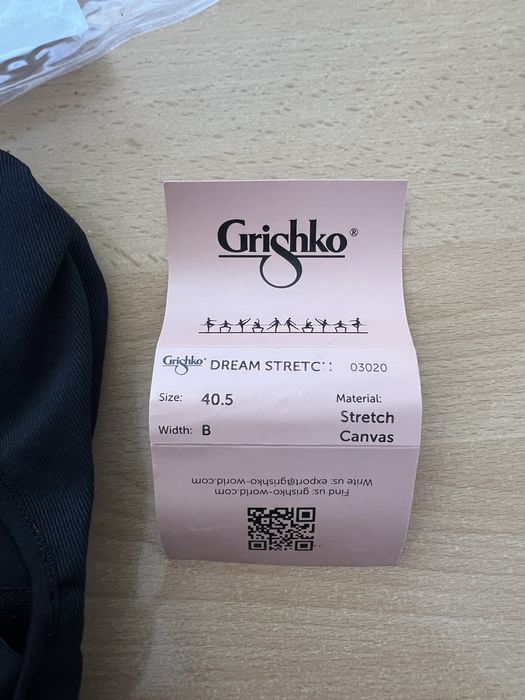 Grishko®
Grishko® DREAM STRETC 03020
Size: 40.5
Material:
Stretch
Canvas
Width: B
Find us: grishko-world.com
Write us: export@grishko-world.com